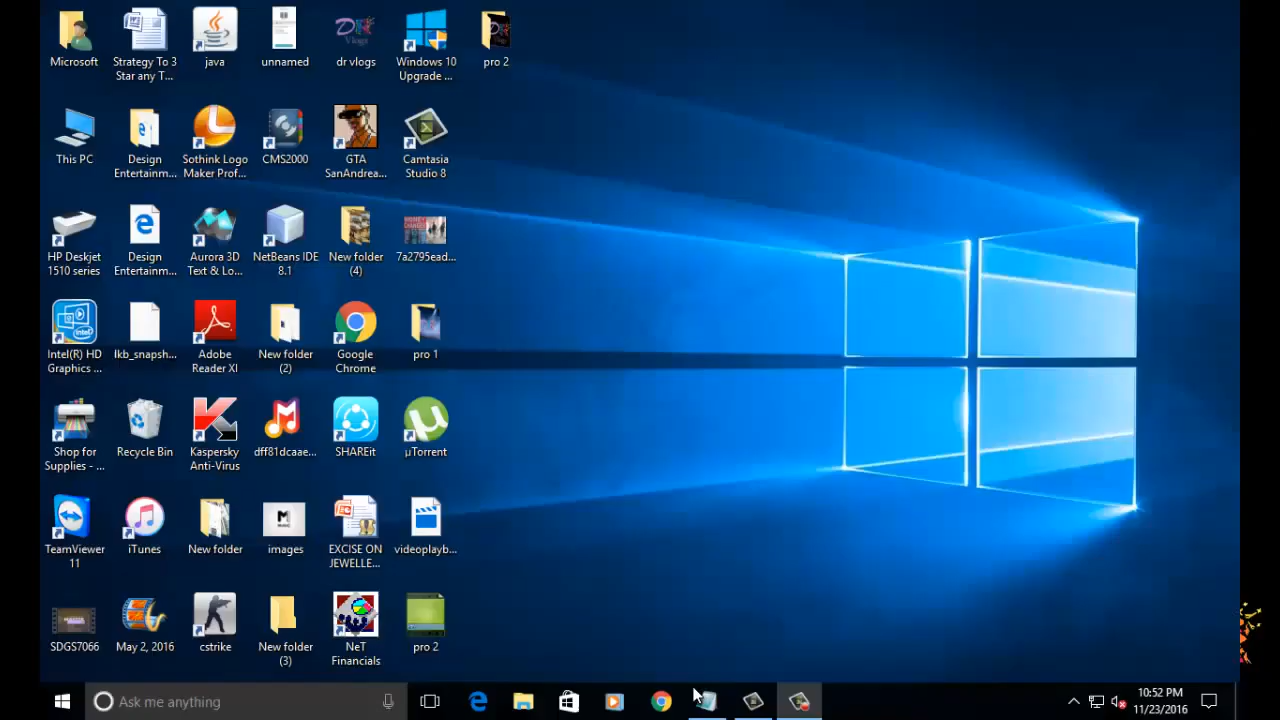 Microsoft
Strategy To 3
Star any T...
java
unnamed
dr vlogs
Windows 10
Upgrade ...
pro 2
This PC
Design
Entertainm...
Sothink Logo
Maker Prof...
CMS2000
GTA
SanAndrea...
Camtasia
Studio 8
HP Deskjet
1510 series
Design
Entertainm...
Aurora 3D
Text & Lo...
NetBeans IDE
8.1
New folder
(4)
7a2795ead...
Intel(R) HD
Graphics ...
lkb_snapsh...
Adobe
Reader XI
New folder
(2)
Google
Chrome
pro 1
Shop for
Supplies - ...
Recycle Bin
Kaspersky
Anti-Virus
dff81dcaae...
SHAREit
µTorrent
TeamViewer
11
iTunes
New folder
images
EXCISE ON
JEWELLE...
videoplayb...
SDGS7066
May 2, 2016
cstrike
New folder
(3)
NeT
Financials
pro 2
Ask me anything
10:52 PM
11/23/2016